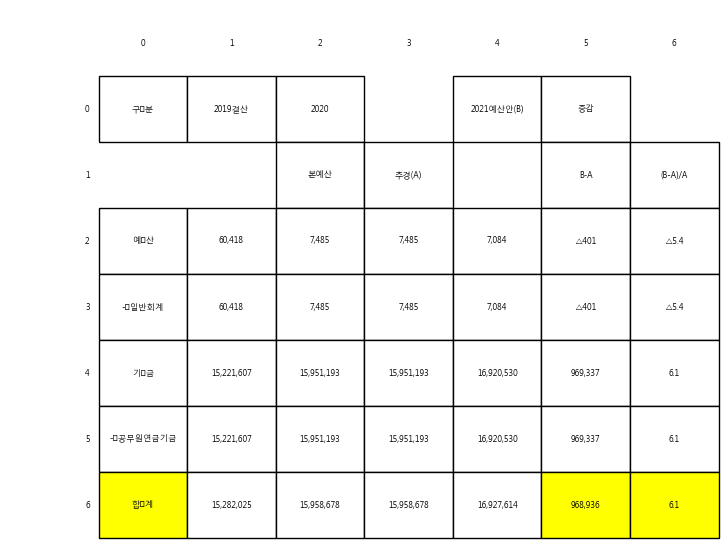 0 1 2 3 4 5 6
0 구▯분 2019결산 2020 2021예산안(B) 증감
1 본예산 추경(A) B-A (B-A)/A
2 예▯산 60,418 7,485 7,485 7,084 △401 △5.4
3 -▯일반회계 60,418 7,485 7,485 7,084 △401 △5.4
4 기▯금 15,221,607 15,951,193 15,951,193 16,920,530 969,337 6.1
5 -▯공무원연금기금 15,221,607 15,951,193 15,951,193 16,920,530 969,337 6.1
6 합▯계 15,282,025 15,958,678 15,958,678 16,927,614 968,936 6.1